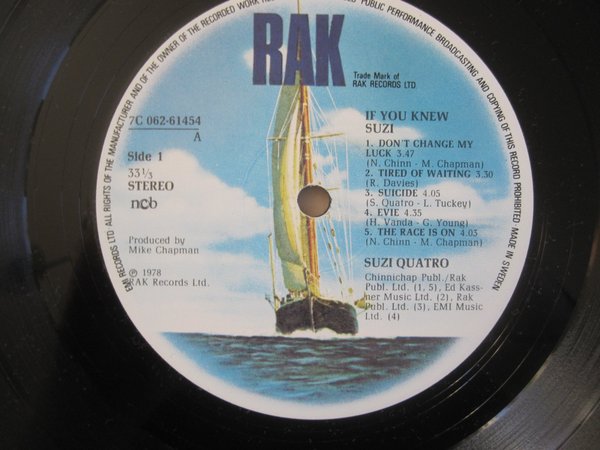 EMI RECORDS LTD. ALL RIGHTS OF THE MANUFACTURER AND OF THE OWNER OF THE RECORDED WORK
PUBLIC PERFORMANCE BROADCASTING AND COPYING OF THIS RECORD PROHIBITED MADE IN SWEDEN
RAK
Trade Mark of
RAK RECORDS LTD.
7C 062-61454
A
Side 1
33 1/3
STEREO
ncb
Produced by
Mike Chapman
℗ 1978
RAK Records Ltd.
IF YOU KNEW
SUZI
1. DON'T CHANGE MY
LUCK 3.47
(N. Chinn - M. Chapman)
2. TIRED OF WAITING 3.30
(R. Davies)
3. SUICIDE 4.05
(S. Quatro - L. Tuckey)
4. EVIE 4.35
(H. Vanda - G. Young)
5. THE RACE IS ON 4.03
(N. Chinn - M. Chapman)
SUZI QUATRO
Chinnichap Publ./Rak
Publ. Ltd. (1, 5), Ed Kass-
ner Music Ltd. (2), Rak
Publ. Ltd. (3), EMI Music
Ltd. (4)